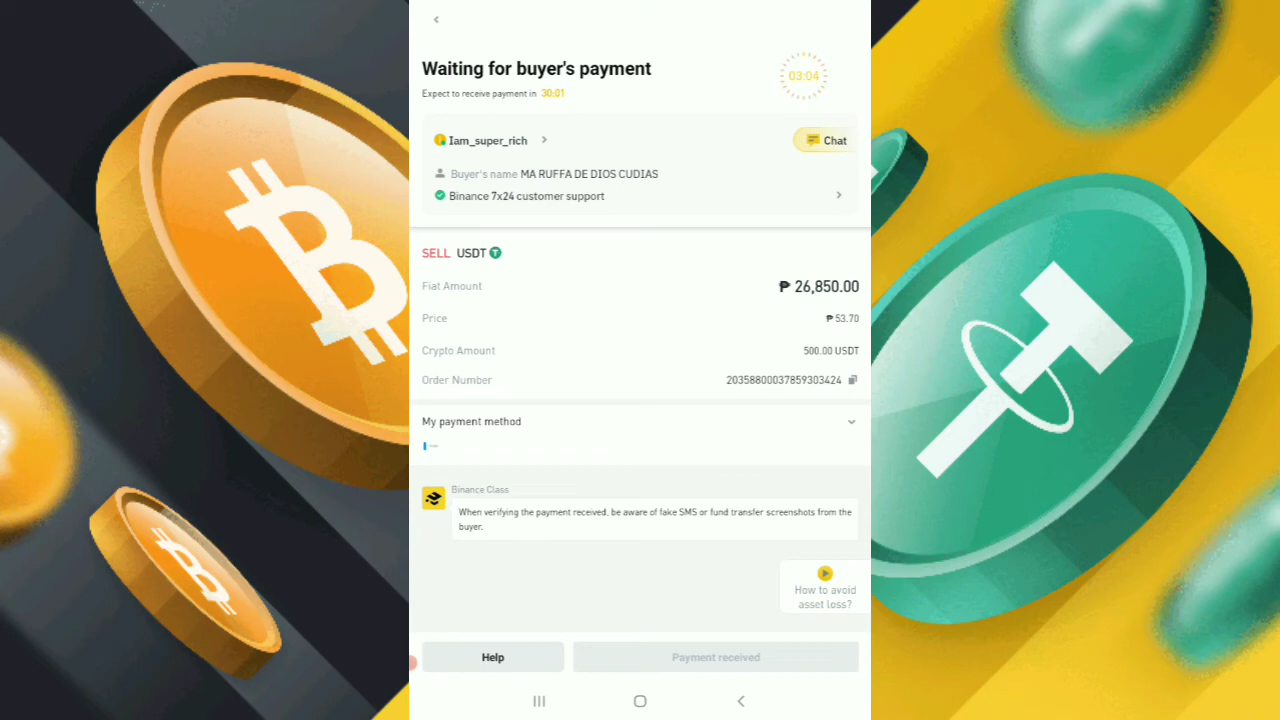 Waiting for buyer's payment
03:04
Expect to receive payment in 30:01
Iam_super_rich
Chat
Buyer's name MA RUFFA DE DIOS CUDIAS
Binance 7x24 customer support
SELL USDT
Fiat Amount ₱ 26,850.00
Price ₱ 53.70
Crypto Amount 500.00 USDT
Order Number 20358800037859303424
My payment method
Binance Class
When verifying the payment received, be aware of fake SMS or fund transfer screenshots from the
buyer.
How to avoid
asset loss?
Help
Payment received